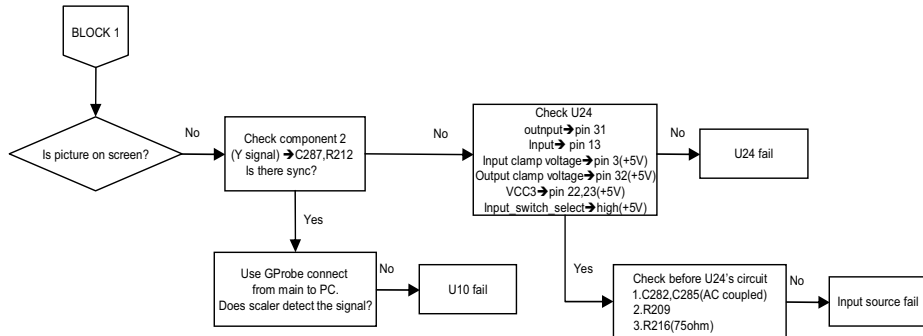 BLOCK 1
Is picture on screen?
No
Check component 2
(Y signal) ➔C287,R212
Is there sync?
No
Check U24
outnput➔pin 31
Input➔ pin 13
Input clamp voltage➔pin 3(+5V)
Output clamp voltage➔pin 32(+5V)
VCC3➔pin 22,23(+5V)
Input_switch_select➔high(+5V)
No
U24 fail
Yes
Use GProbe connect
from main to PC.
Does scaler detect the signal?
No
U10 fail
Yes
Check before U24's circuit
1.C282,C285(AC coupled)
2.R209
3.R216(75ohm)
No
Input source fail